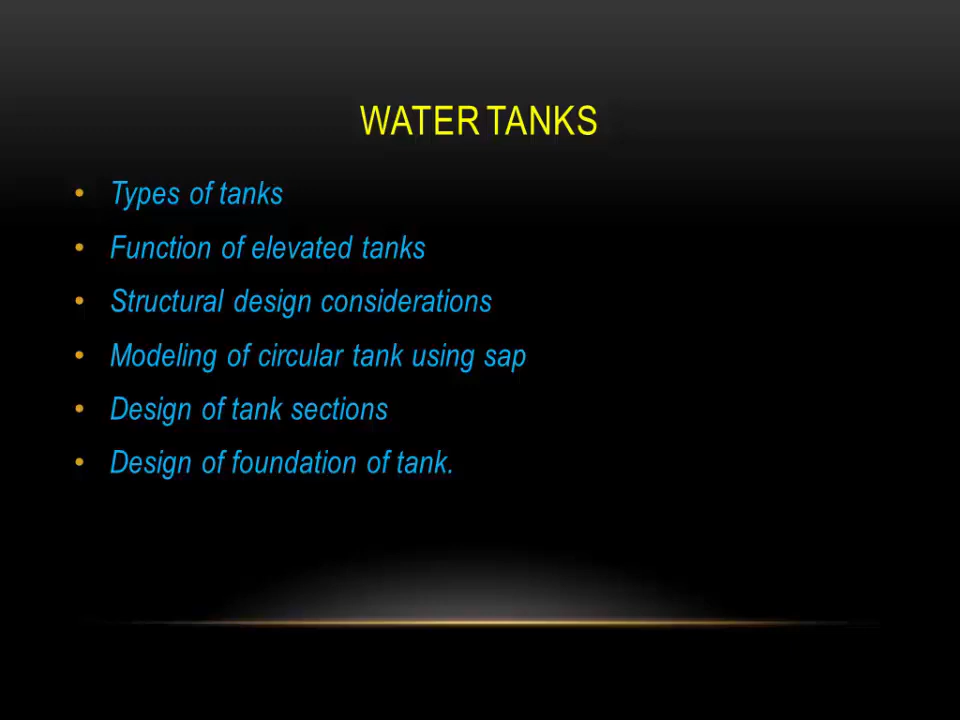 WATER TANKS
• Types of tanks
• Function of elevated tanks
• Structural design considerations
• Modeling of circular tank using sap
• Design of tank sections
• Design of foundation of tank.